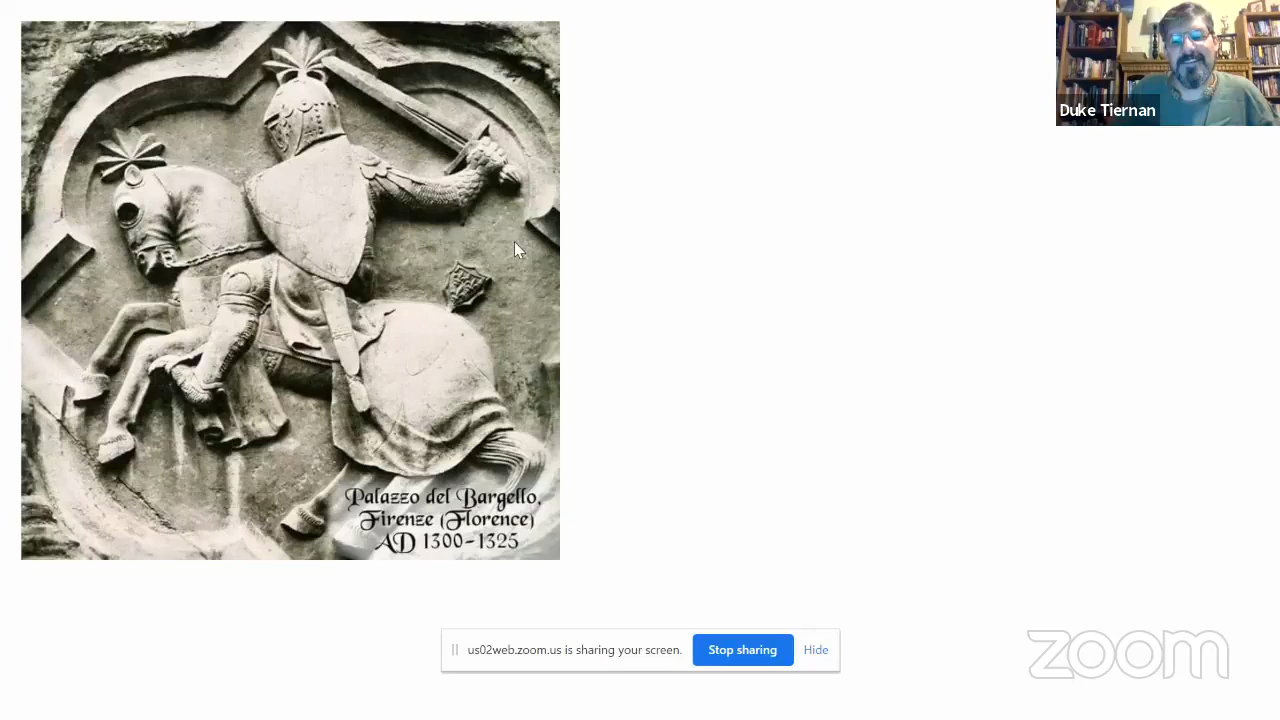 Duke Tiernan
Palazzo del Bargello,
Firenze (Florence)
AD 1300-1325
us02web.zoom.us is sharing your screen.
Stop sharing
Hide
zoom